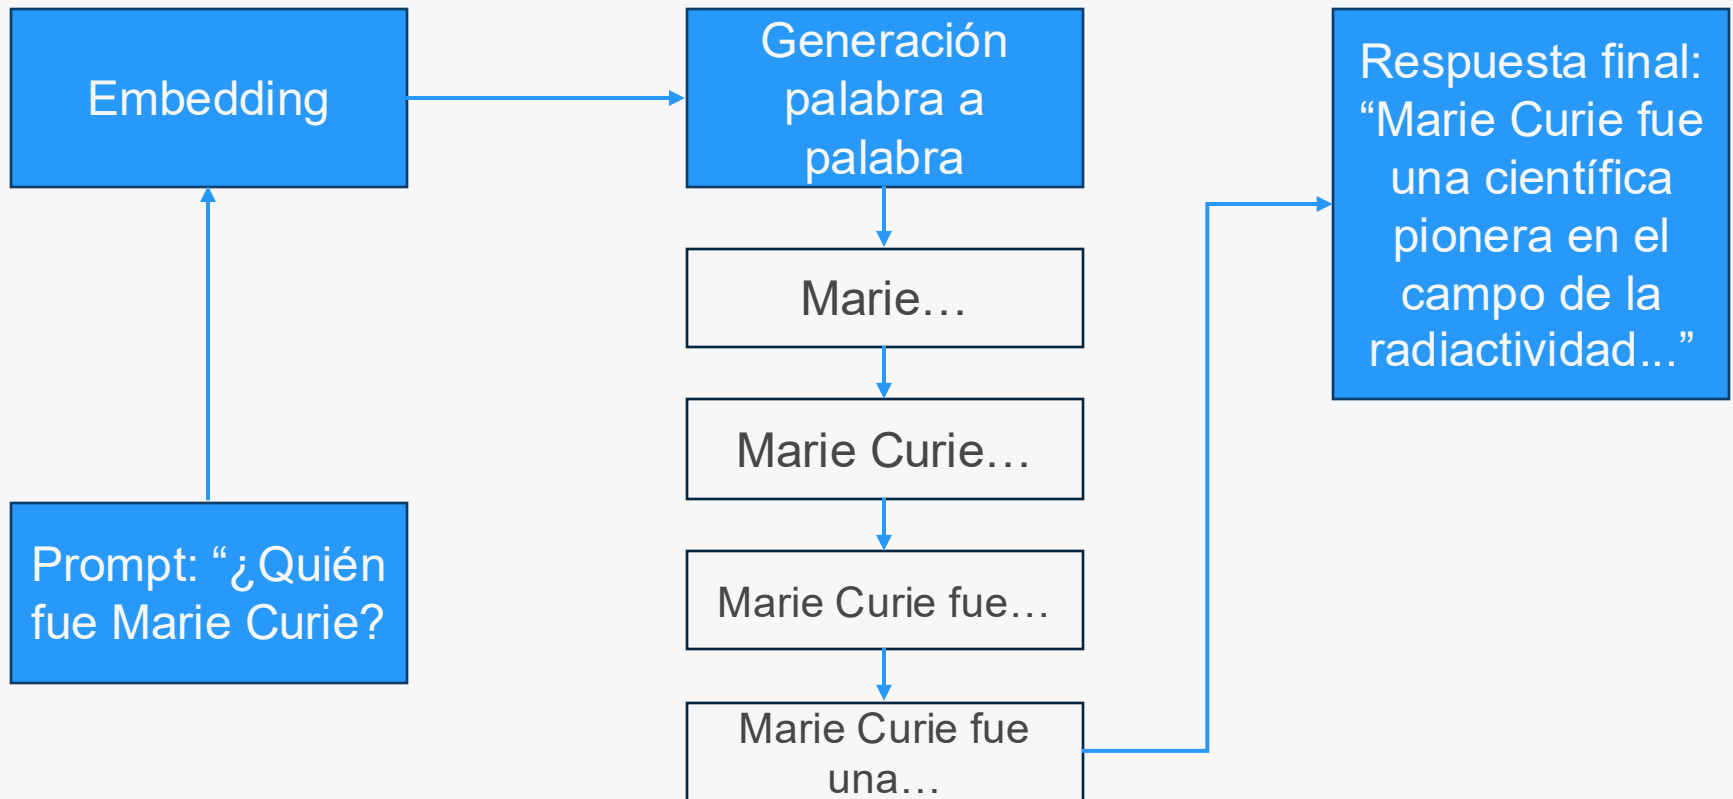 Embedding
Generación
palabra a
palabra
Respuesta final:
“Marie Curie fue
una científica
pionera en el
campo de la
radiactividad...”
Marie…
Marie Curie…
Prompt: “¿Quién
fue Marie Curie?
Marie Curie fue…
Marie Curie fue
una…